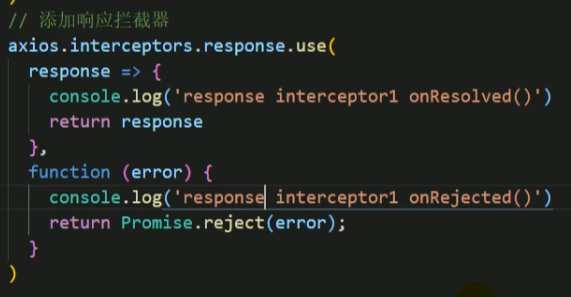 // 添加响应拦截器
axios.interceptors.response.use(
  response => {
    console.log('response interceptor1 onResolved()')
    return response
  },
  function (error) {
    console.log('response interceptor1 onRejected()')
    return Promise.reject(error);
  }
)